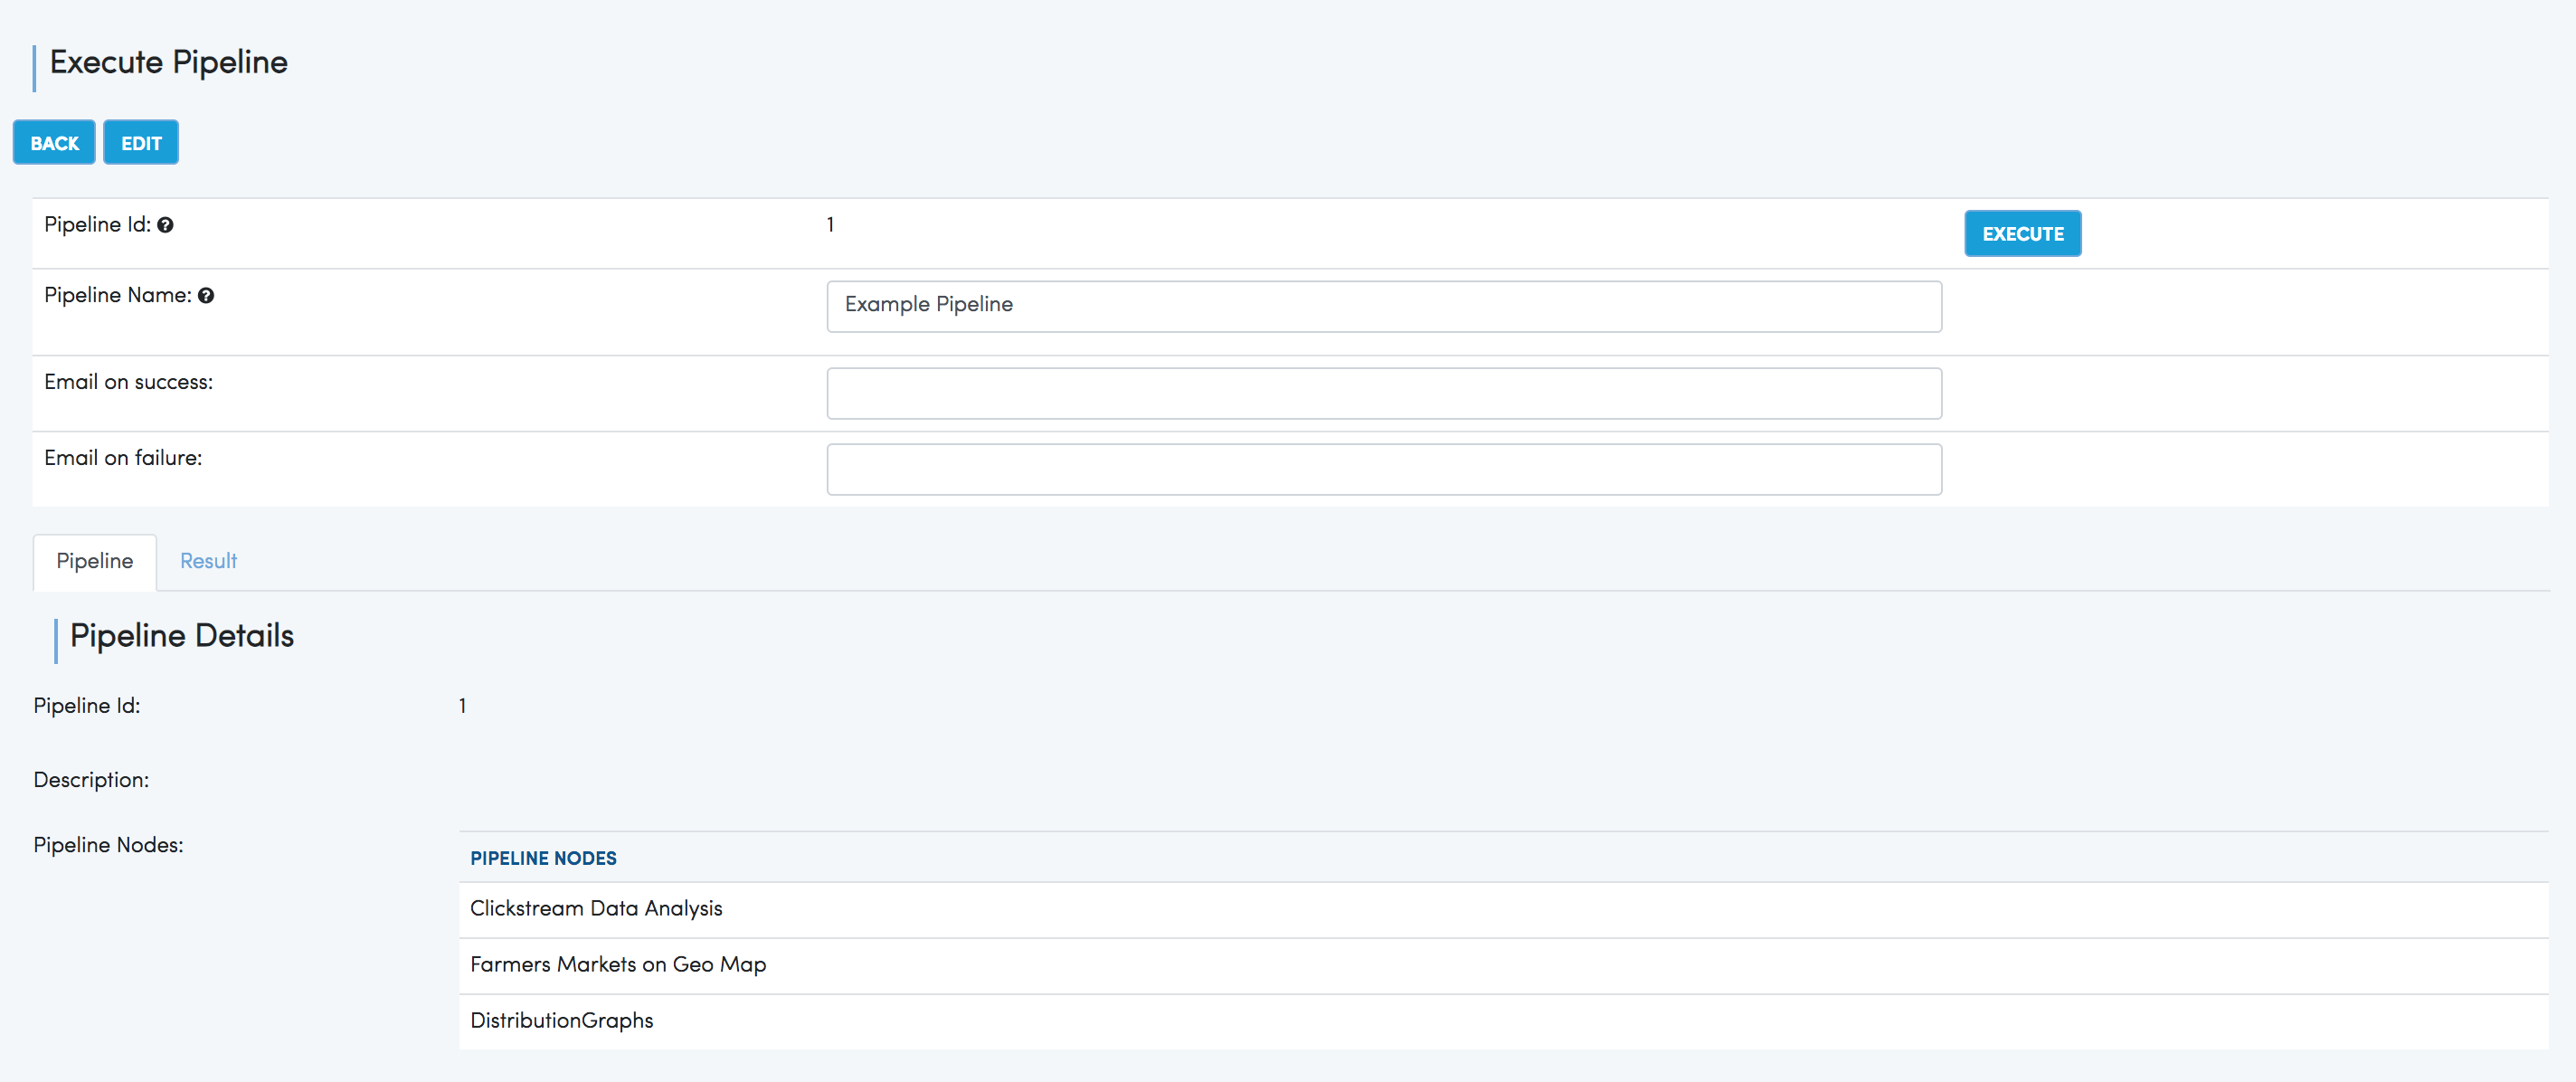 Execute Pipeline
BACK EDIT
Pipeline Id: 1 EXECUTE
Pipeline Name: Example Pipeline
Email on success:
Email on failure:
Pipeline Result
Pipeline Details
Pipeline Id: 1
Description:
Pipeline Nodes:
PIPELINE NODES
Clickstream Data Analysis
Farmers Markets on Geo Map
DistributionGraphs